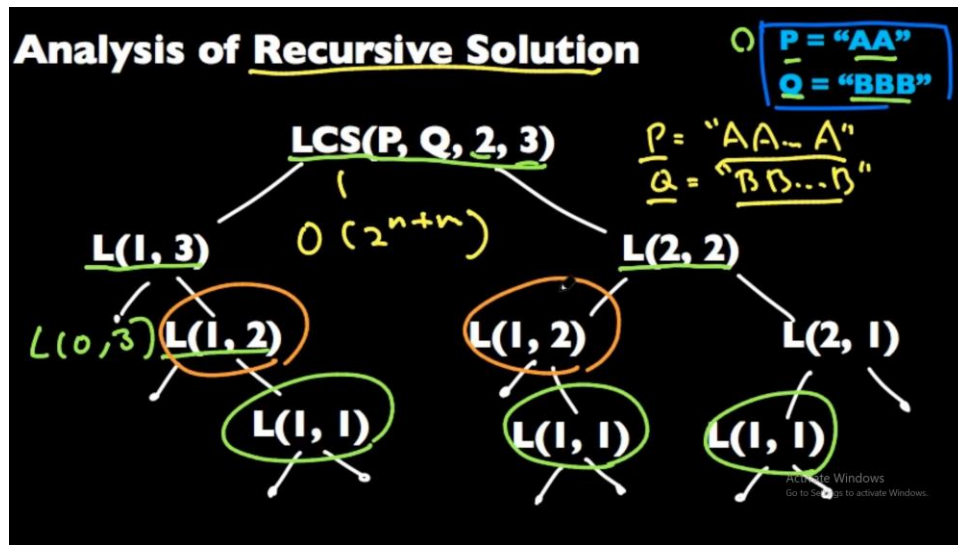 Analysis of Recursive Solution
P = “AA”
Q = “BBB”
LCS(P, Q, 2, 3)
P = "AA... A"
Q = "BB...B"
O(2^n+m)
L(1, 3)
L(2, 2)
L(0,3)
L(1, 2)
L(1, 2)
L(2, 1)
L(1, 1)
L(1, 1)
L(1, 1)
Activate Windows
Go to Settings to activate Windows.